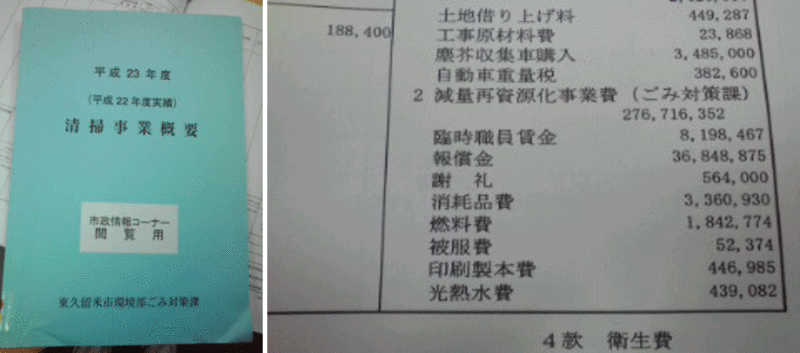 平成23年度
(平成22年度実績)
清掃事業概要
市政情報コーナー
閲覧用
東久留米市環境部ごみ対策課
188,400
土地借り上げ料 449,287
工事原材料費 23,868
塵芥収集車購入 3,485,000
自動車重量税 382,600
2 減量再資源化事業費(ごみ対策課)
276,716,352
臨時職員賃金 8,198,467
報償金 36,848,875
謝 礼 564,000
消耗品費 3,360,930
燃料費 1,842,774
被服費 52,374
印刷製本費 446,985
光熱水費 439,082
4款 衛生費